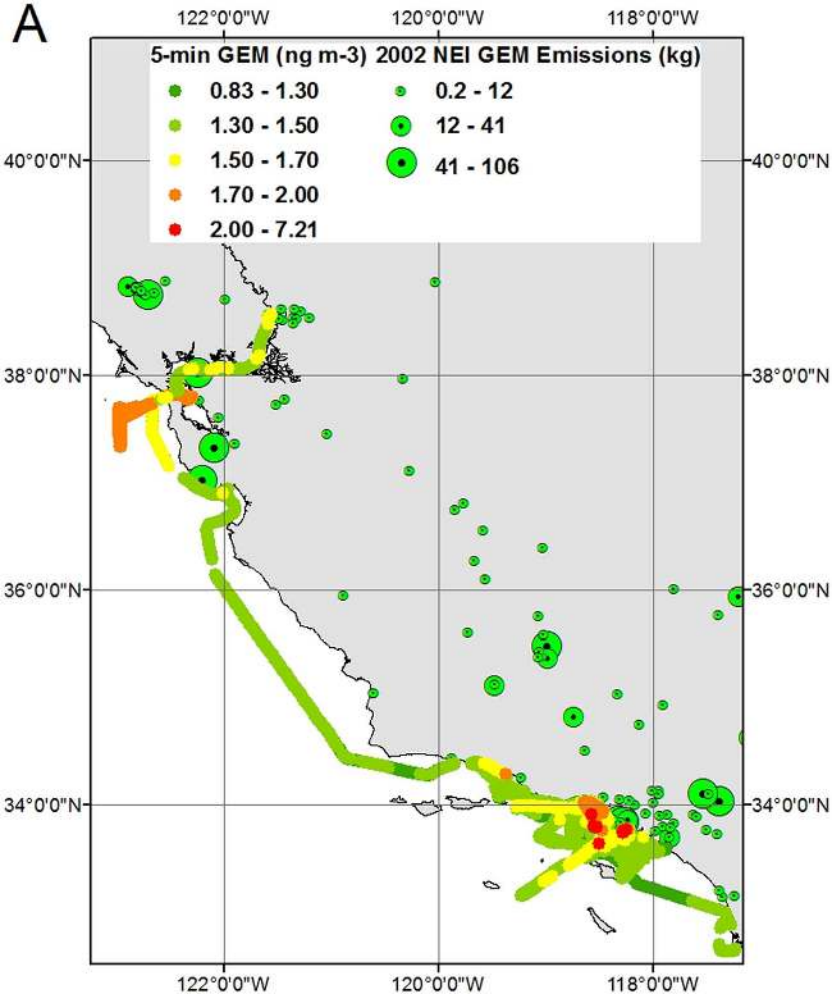 A
122°0'0"W 120°0'0"W 118°0'0"W
5-min GEM (ng m-3) 2002 NEI GEM Emissions (kg)
0.83 - 1.30 0.2 - 12
1.30 - 1.50 12 - 41
1.50 - 1.70 41 - 106
1.70 - 2.00
2.00 - 7.21
40°0'0"N 40°0'0"N
38°0'0"N 38°0'0"N
36°0'0"N 36°0'0"N
34°0'0"N 34°0'0"N
122°0'0"W 120°0'0"W 118°0'0"W